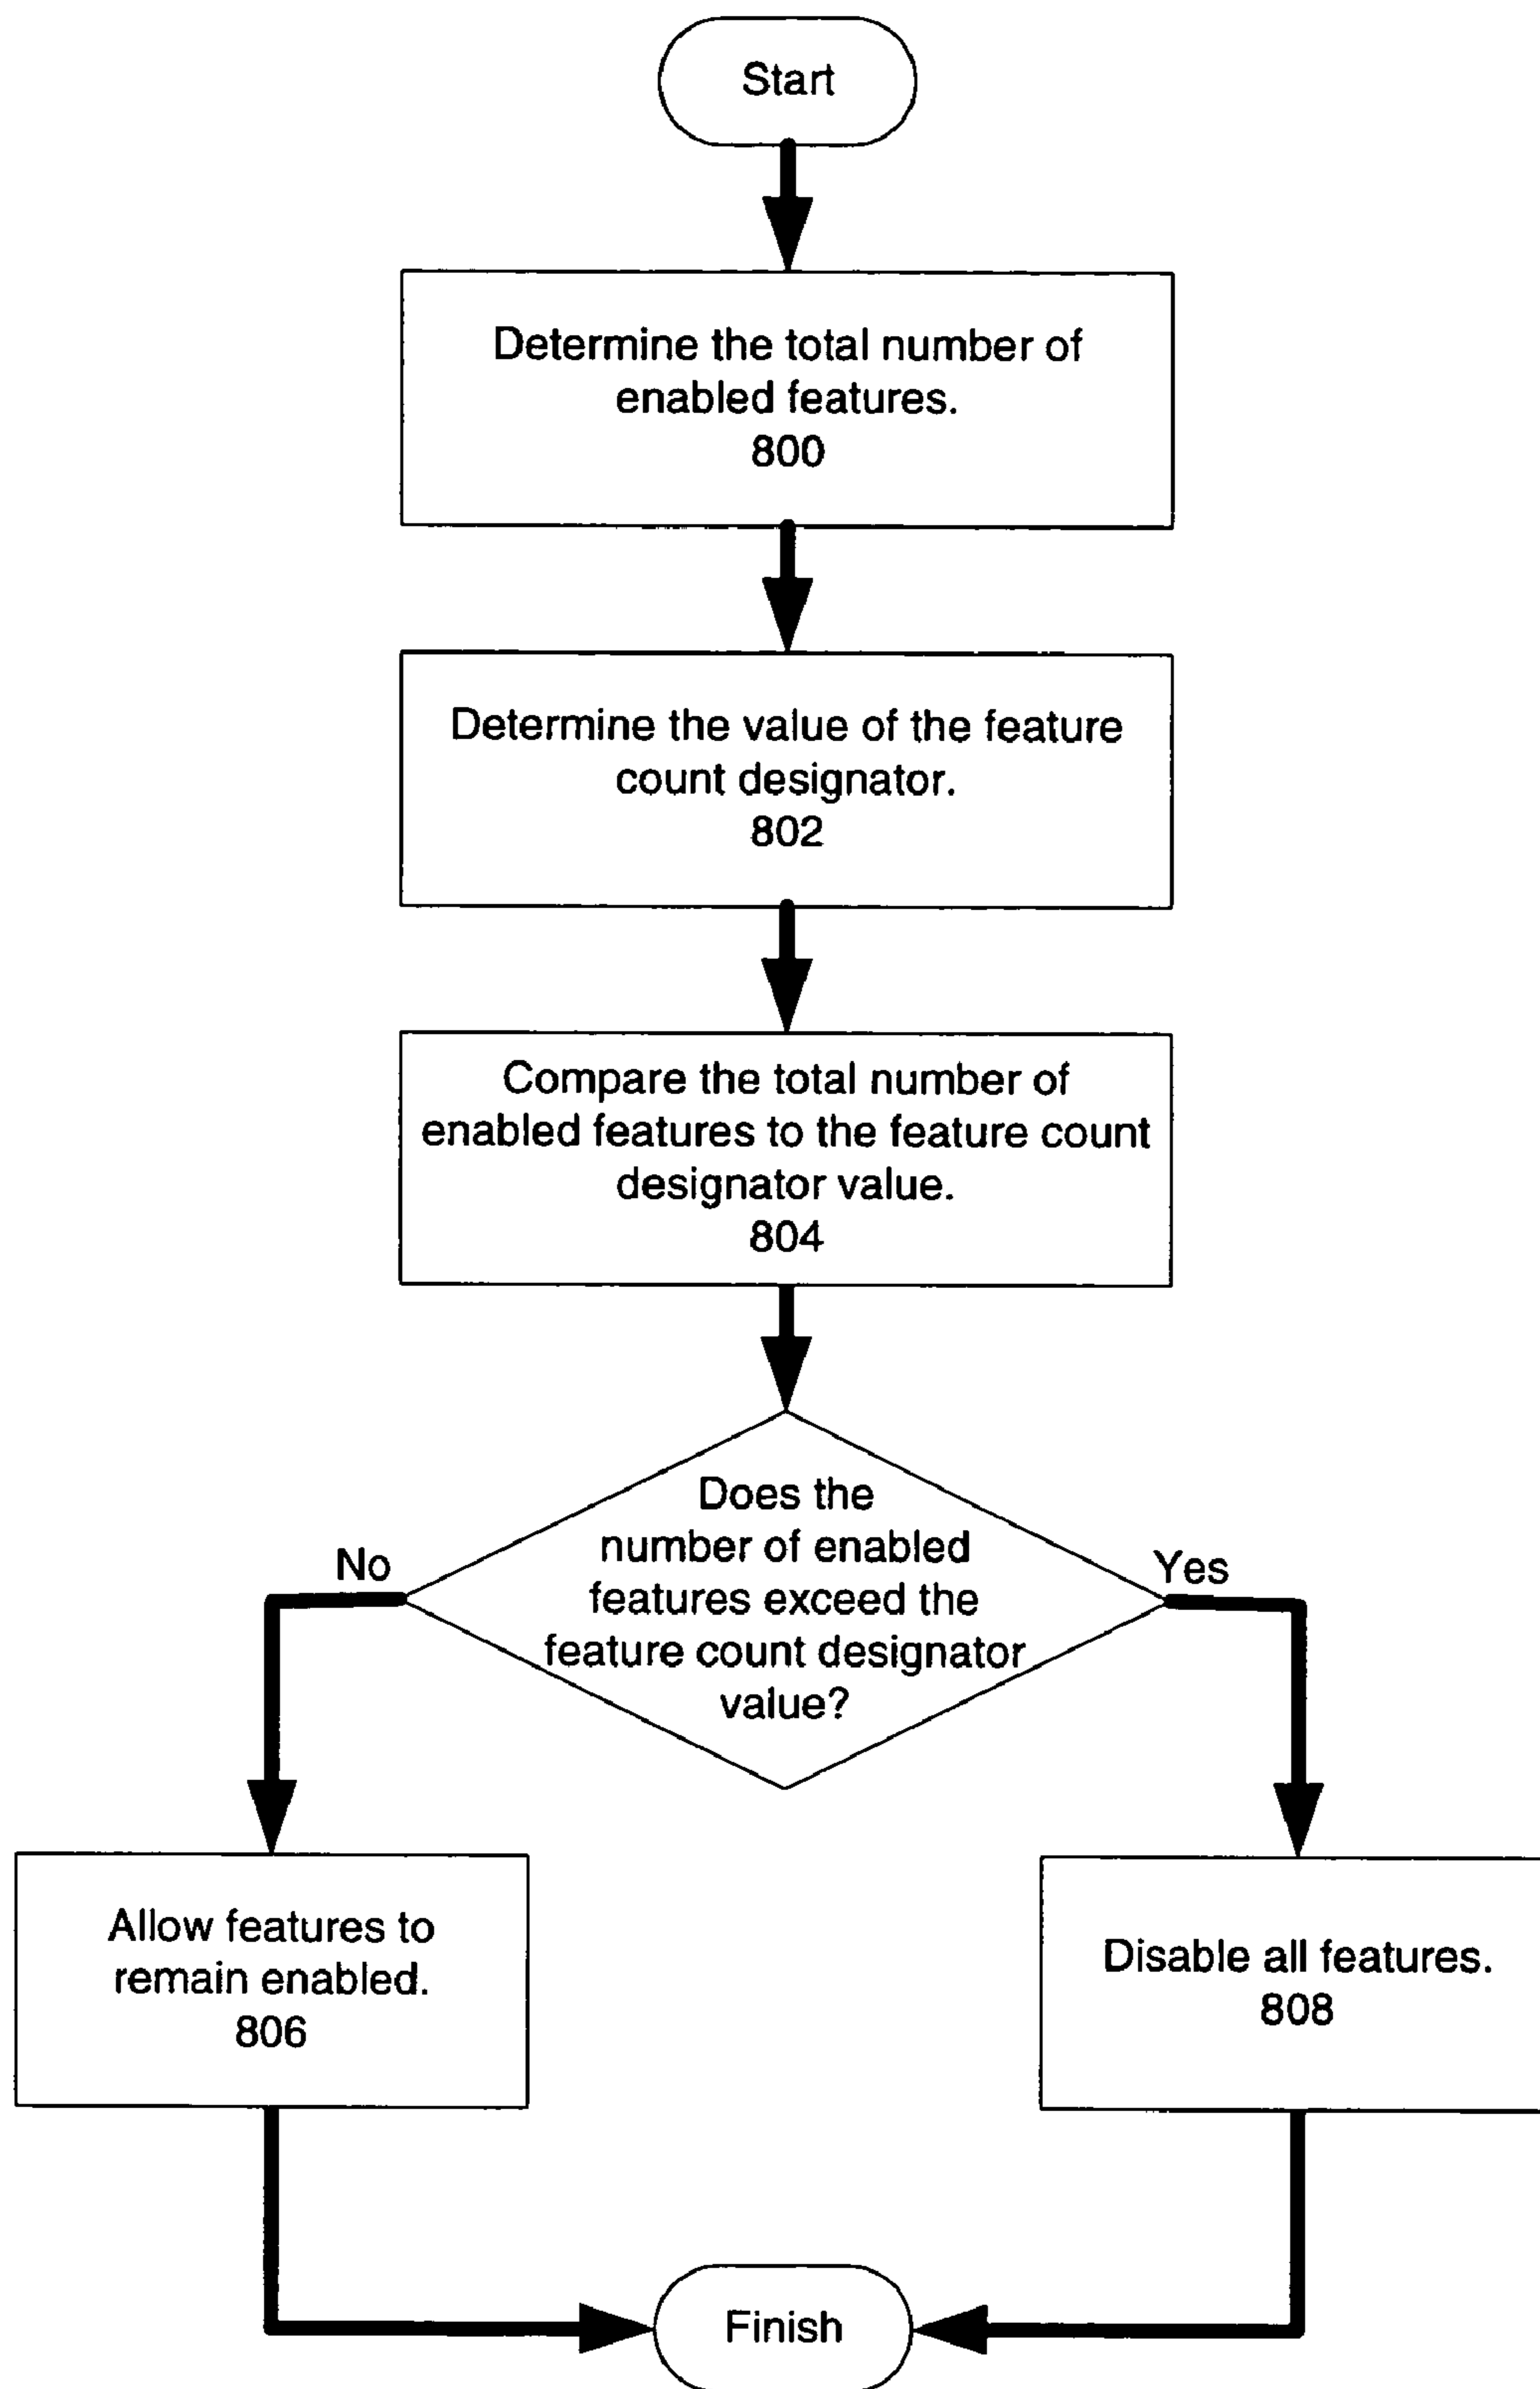 Start
Determine the total number of
enabled features.
800
Determine the value of the feature
count designator.
802
Compare the total number of
enabled features to the feature count
designator value.
804
Does the
number of enabled
features exceed the
feature count designator
value?
No
Yes
Allow features to
remain enabled.
806
Disable all features.
808
Finish